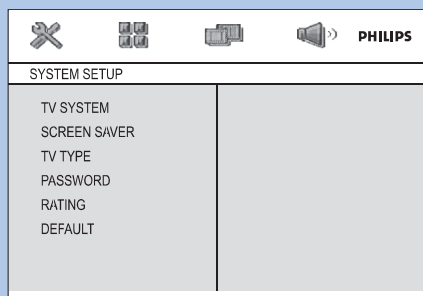 PHILIPS
SYSTEM SETUP
TV SYSTEM
SCREEN SAVER
TV TYPE
PASSWORD
RATING
DEFAULT